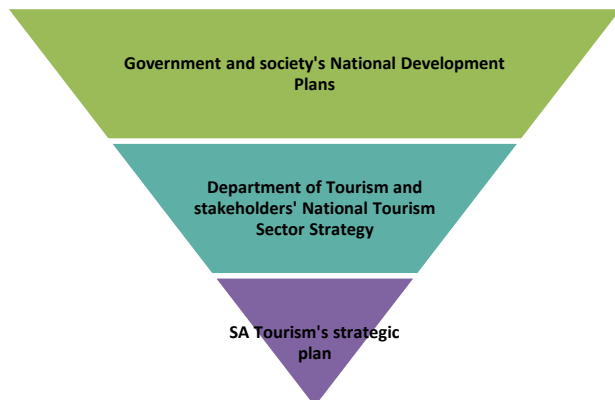 Government and society's National Development
Plans
Department of Tourism and
stakeholders' National Tourism
Sector Strategy
SA Tourism's strategic
plan